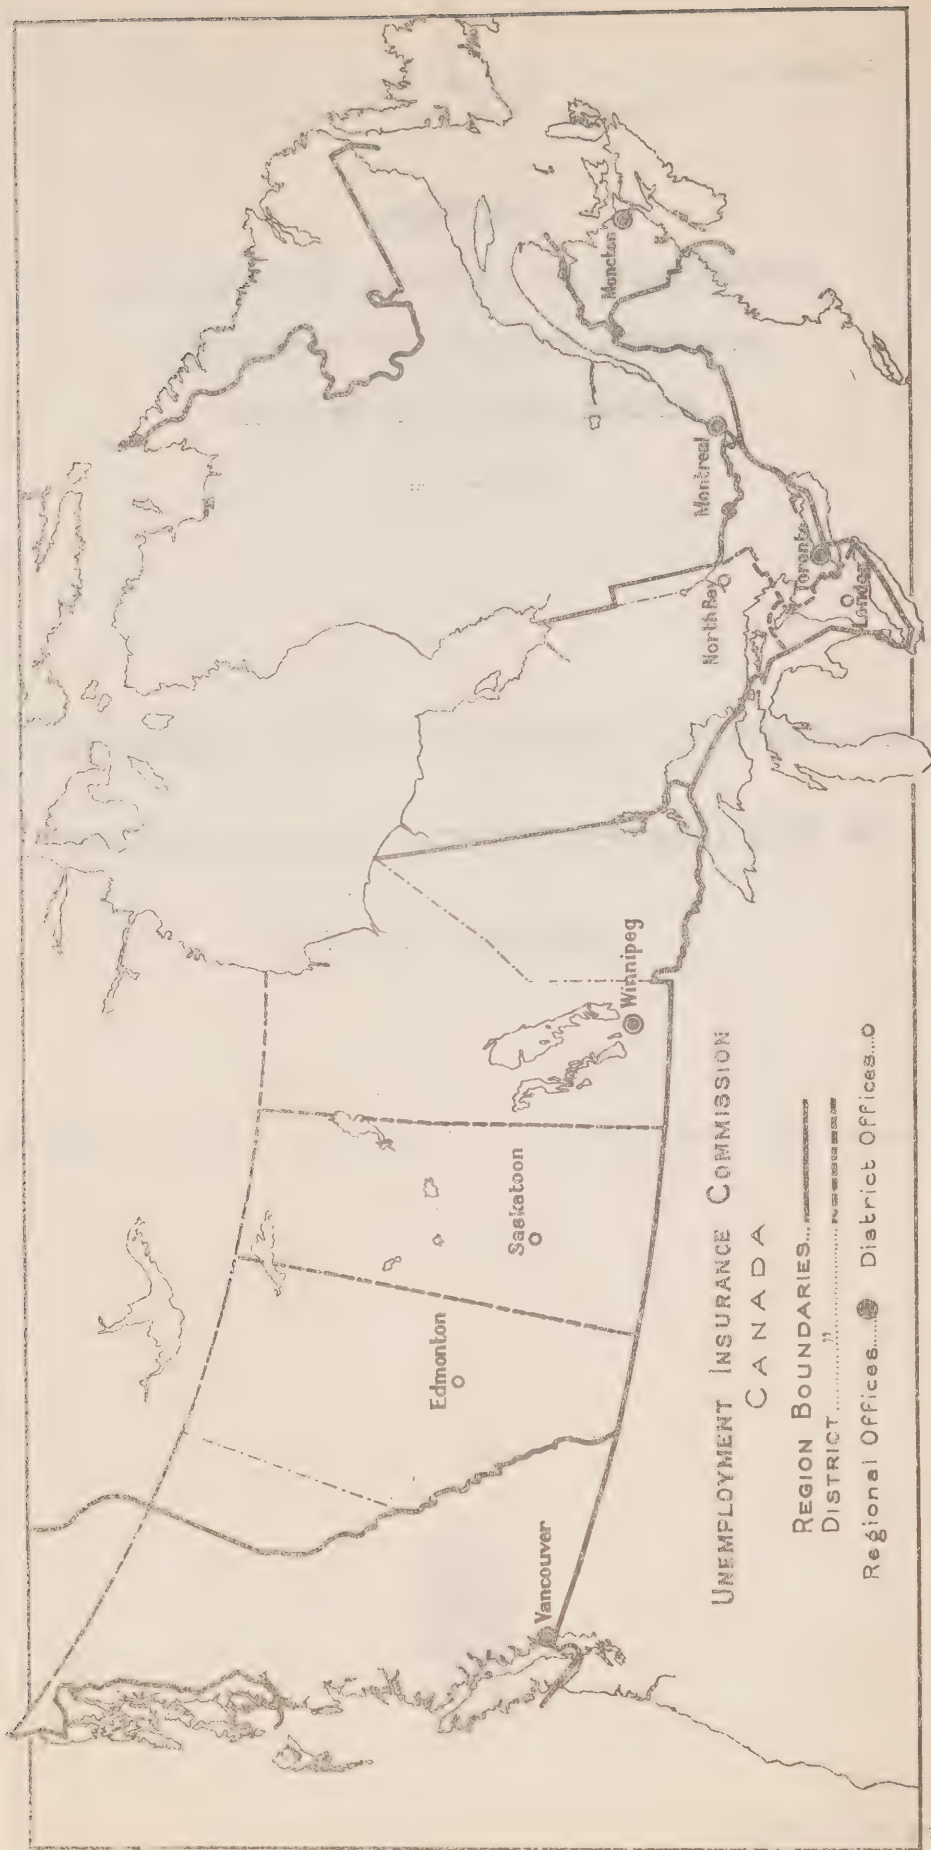 Moncton
Montreal
North Bay
Toronto
London
Winnipeg
Saskatoon
Edmonton
Vancouver
UNEMPLOYMENT INSURANCE COMMISSION
CANADA
REGION BOUNDARIES...
DISTRICT.........."..........
Regional Offices..... District Offices...O